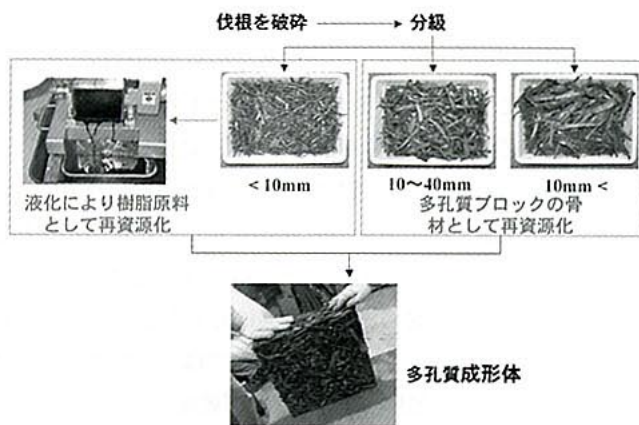 伐根を破砕
分級
<10mm
10〜40mm
10mm<
液化により樹脂原料
として再資源化
多孔質ブロックの骨
材として再資源化
多孔質成形体